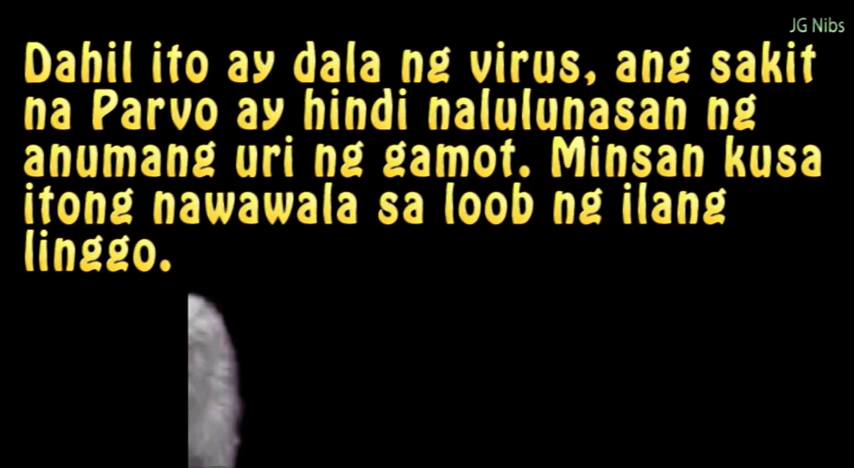 JG Nibs
Dahil ito ay dala ng virus, ang sakit
na Parvo ay hindi nalulunasan ng
anumang uri ng gamot. Minsan kusa
itong nawawala sa loob ng ilang
linggo.